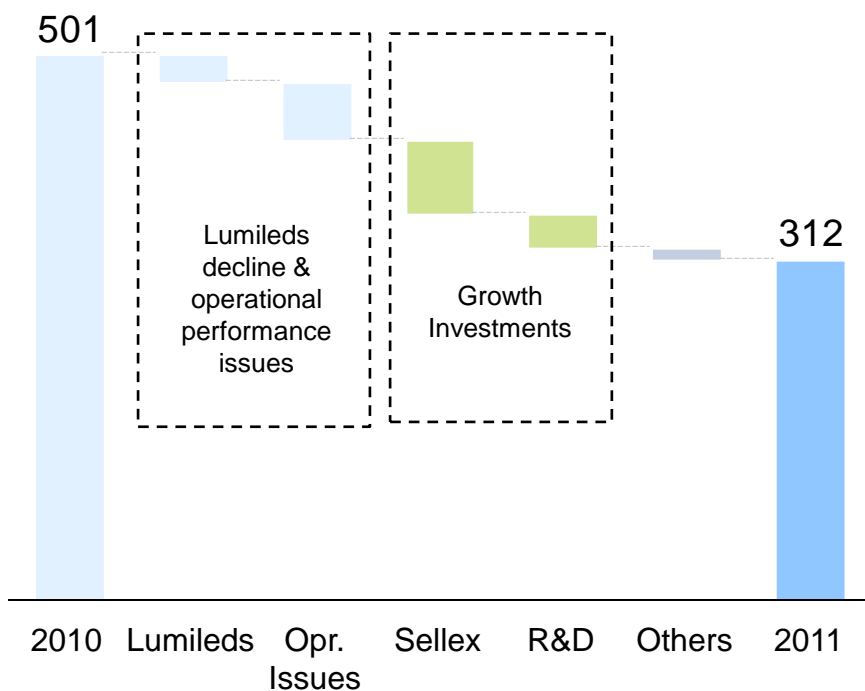 501
312
Lumileds
decline &
operational
performance
issues
Growth
Investments
2010 Lumileds Opr. Sellex R&D Others 2011
Issues